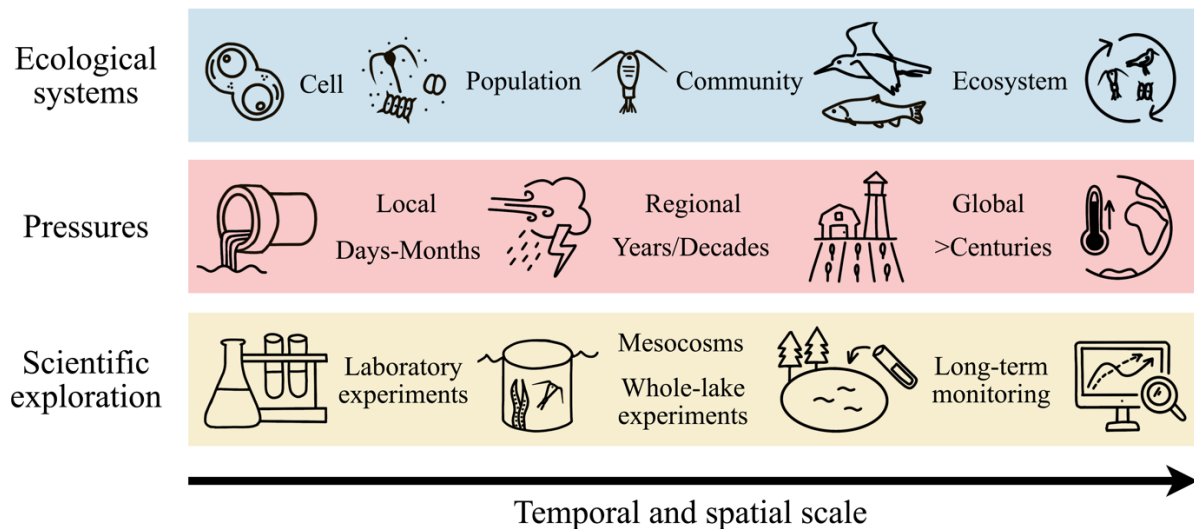 Ecological
systems
Cell
Population
Community
Ecosystem
Pressures
Local
Days-Months
Regional
Years/Decades
Global
>Centuries
Scientific
exploration
Laboratory
experiments
Mesocosms
Whole-lake
experiments
Long-term
monitoring
Temporal and spatial scale